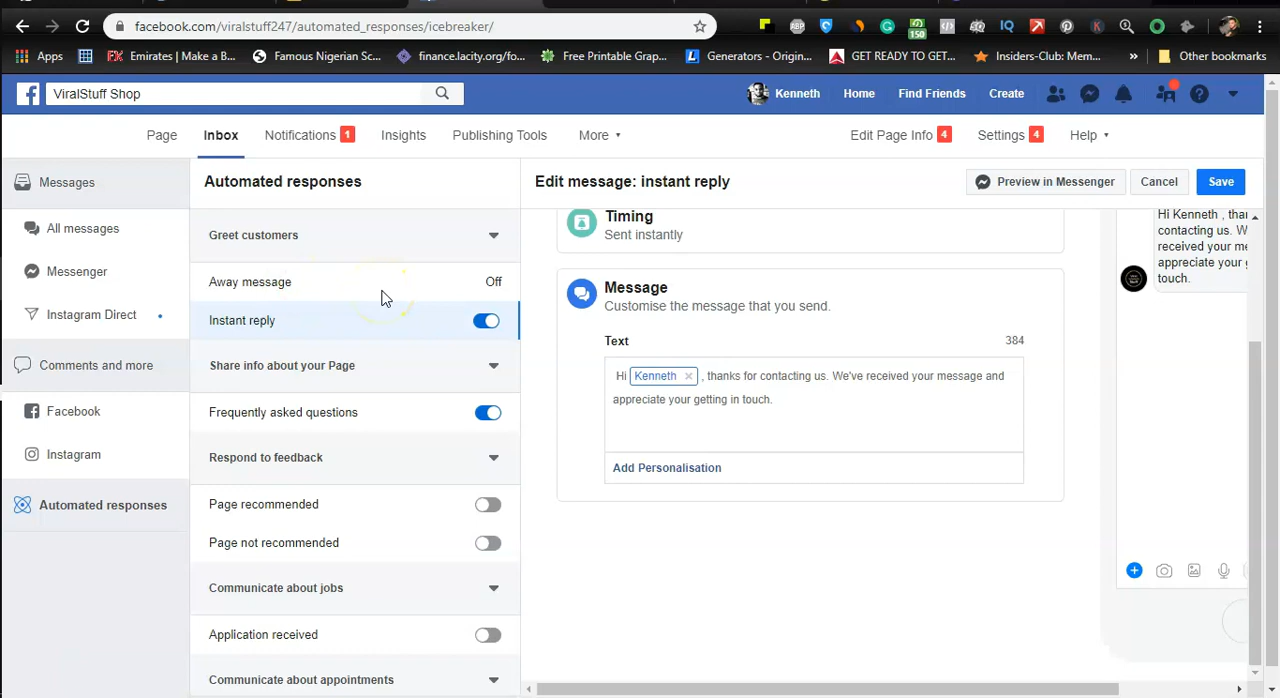 facebook.com/viralstuff247/automated_responses/icebreaker/
150
Apps
Emirates | Make a B...
Famous Nigerian Sc...
finance.lacity.org/fo...
Free Printable Grap...
Generators - Origin...
GET READY TO GET...
Insiders-Club: Mem...
»
Other bookmarks
ViralStuff Shop
Kenneth
Home
Find Friends
Create
Page
Inbox
Notifications 1
Insights
Publishing Tools
More
Edit Page Info 4
Settings 4
Help
Messages
All messages
Messenger
Instagram Direct
Comments and more
Facebook
Instagram
Automated responses
Automated responses
Greet customers
Away message Off
Instant reply
Share info about your Page
Frequently asked questions
Respond to feedback
Page recommended
Page not recommended
Communicate about jobs
Application received
Communicate about appointments
Edit message: instant reply
Preview in Messenger
Cancel
Save
Timing
Sent instantly
Message
Customise the message that you send.
Text 384
Hi Kenneth × , thanks for contacting us. We've received your message and
appreciate your getting in touch.
Add Personalisation
Hi Kenneth , than
contacting us. W
received your me
appreciate your g
touch.